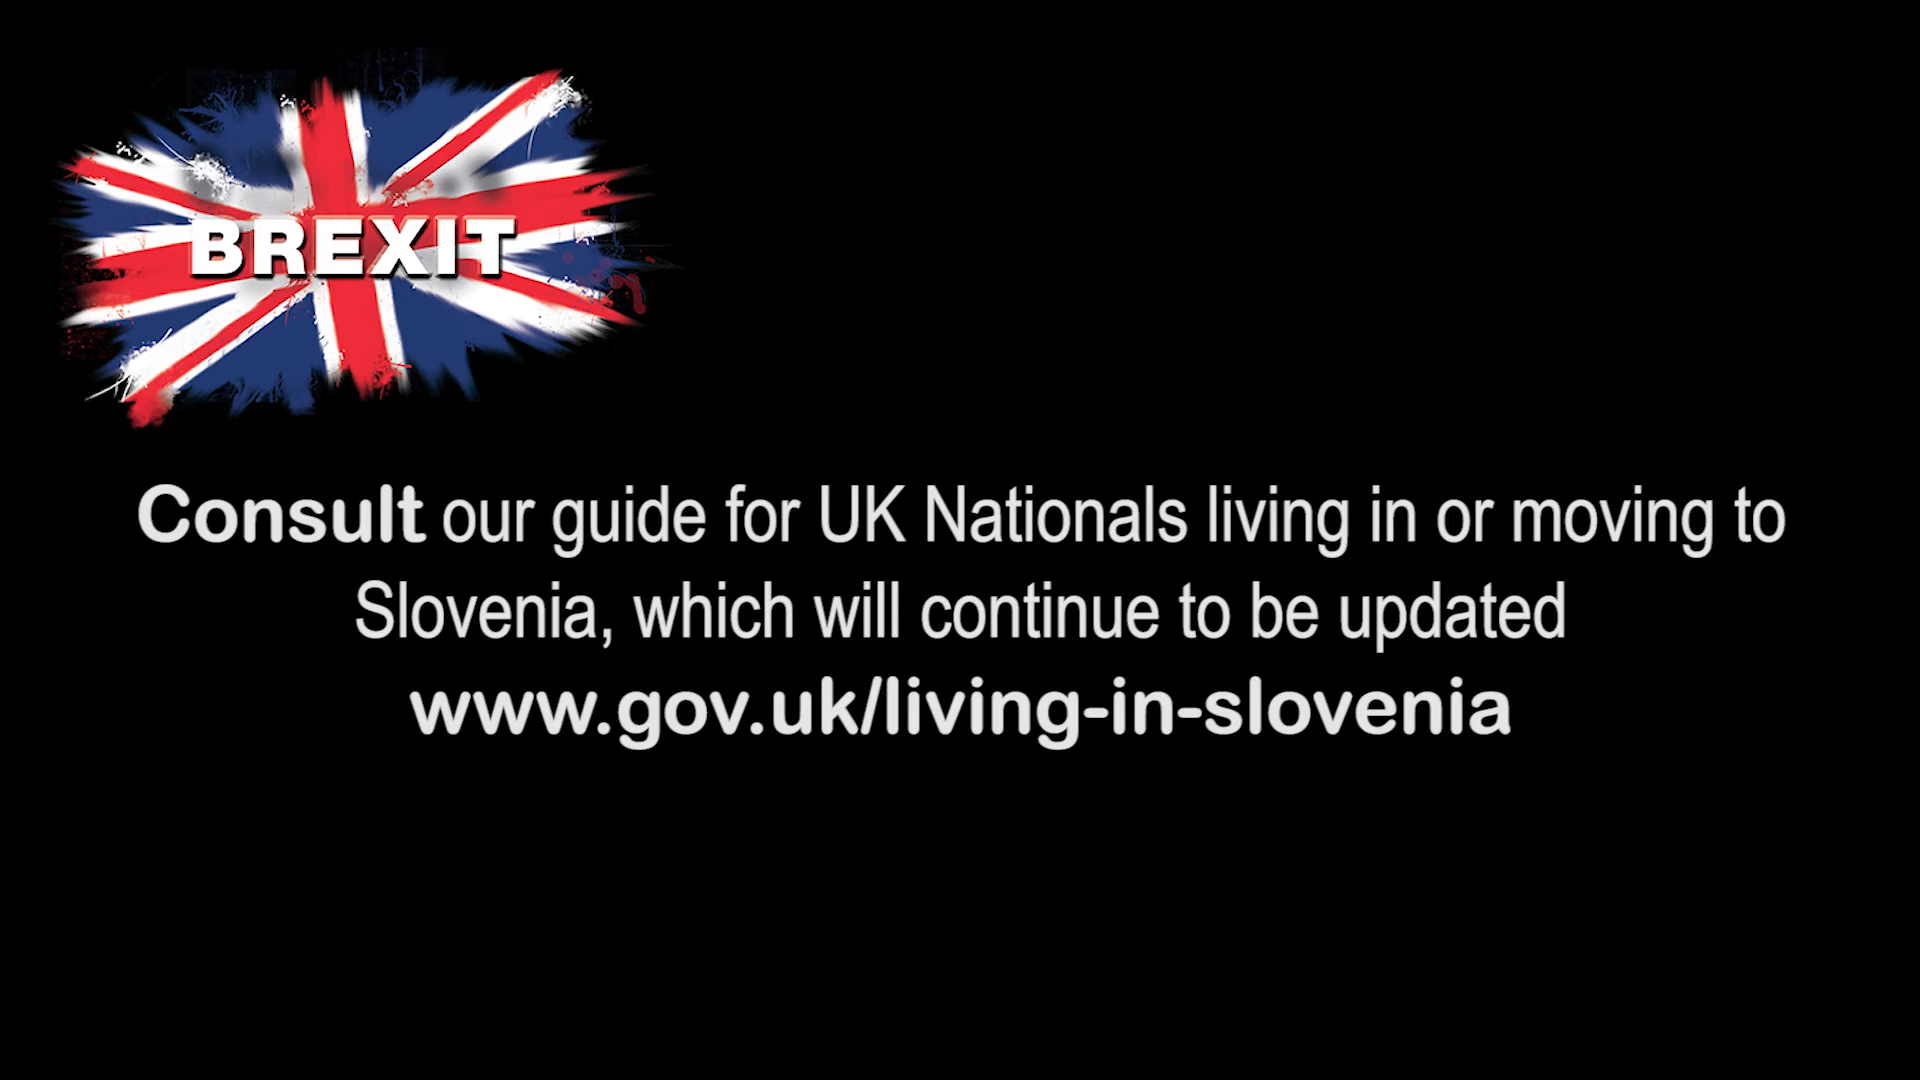 BREXIT
Consult our guide for UK Nationals living in or moving to
Slovenia, which will continue to be updated
www.gov.uk/living-in-slovenia